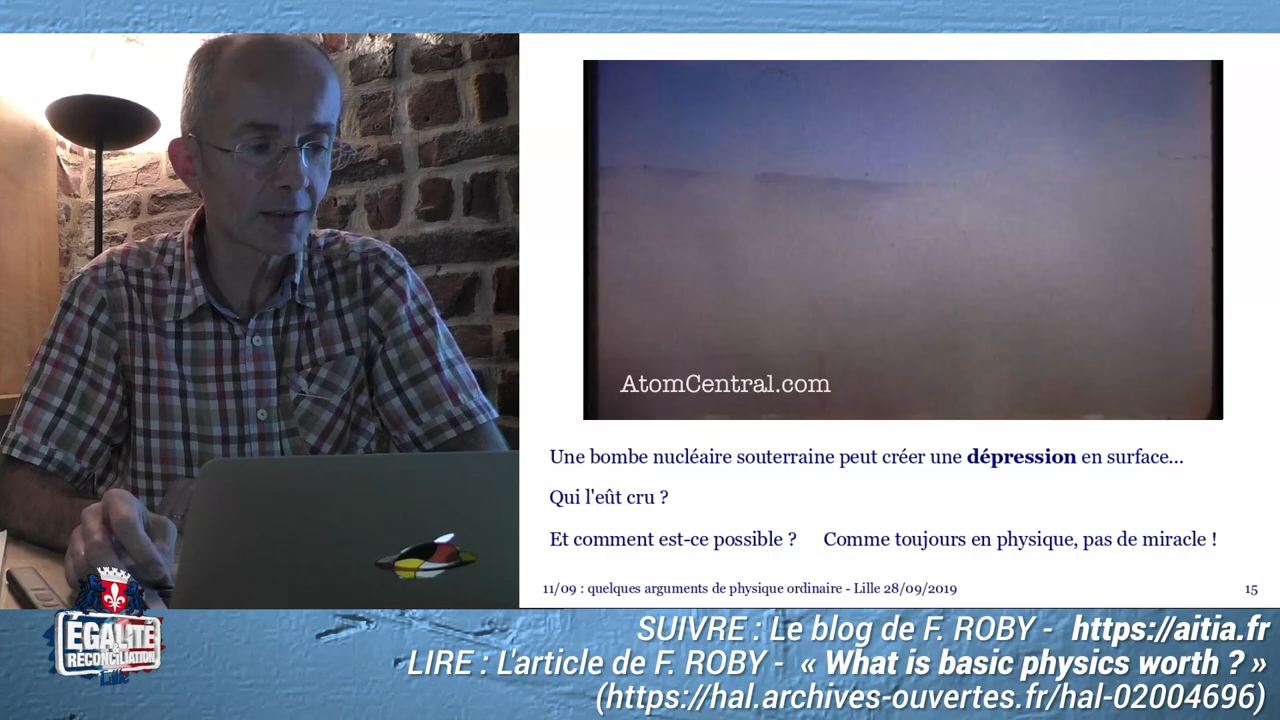 AtomCentral.com
Une bombe nucléaire souterraine peut créer une dépression en surface...
Qui l'eût cru ?
Et comment est-ce possible ? Comme toujours en physique, pas de miracle !
11/09 : quelques arguments de physique ordinaire - Lille 28/09/2019 15
SUIVRE : Le blog de F. ROBY - https://aitia.fr
LIRE : L'article de F. ROBY - « What is basic physics worth ? »
(https://hal.archives-ouvertes.fr/hal-02004696)
ÉGALITÉ
&
RÉCONCILIATION
Lille